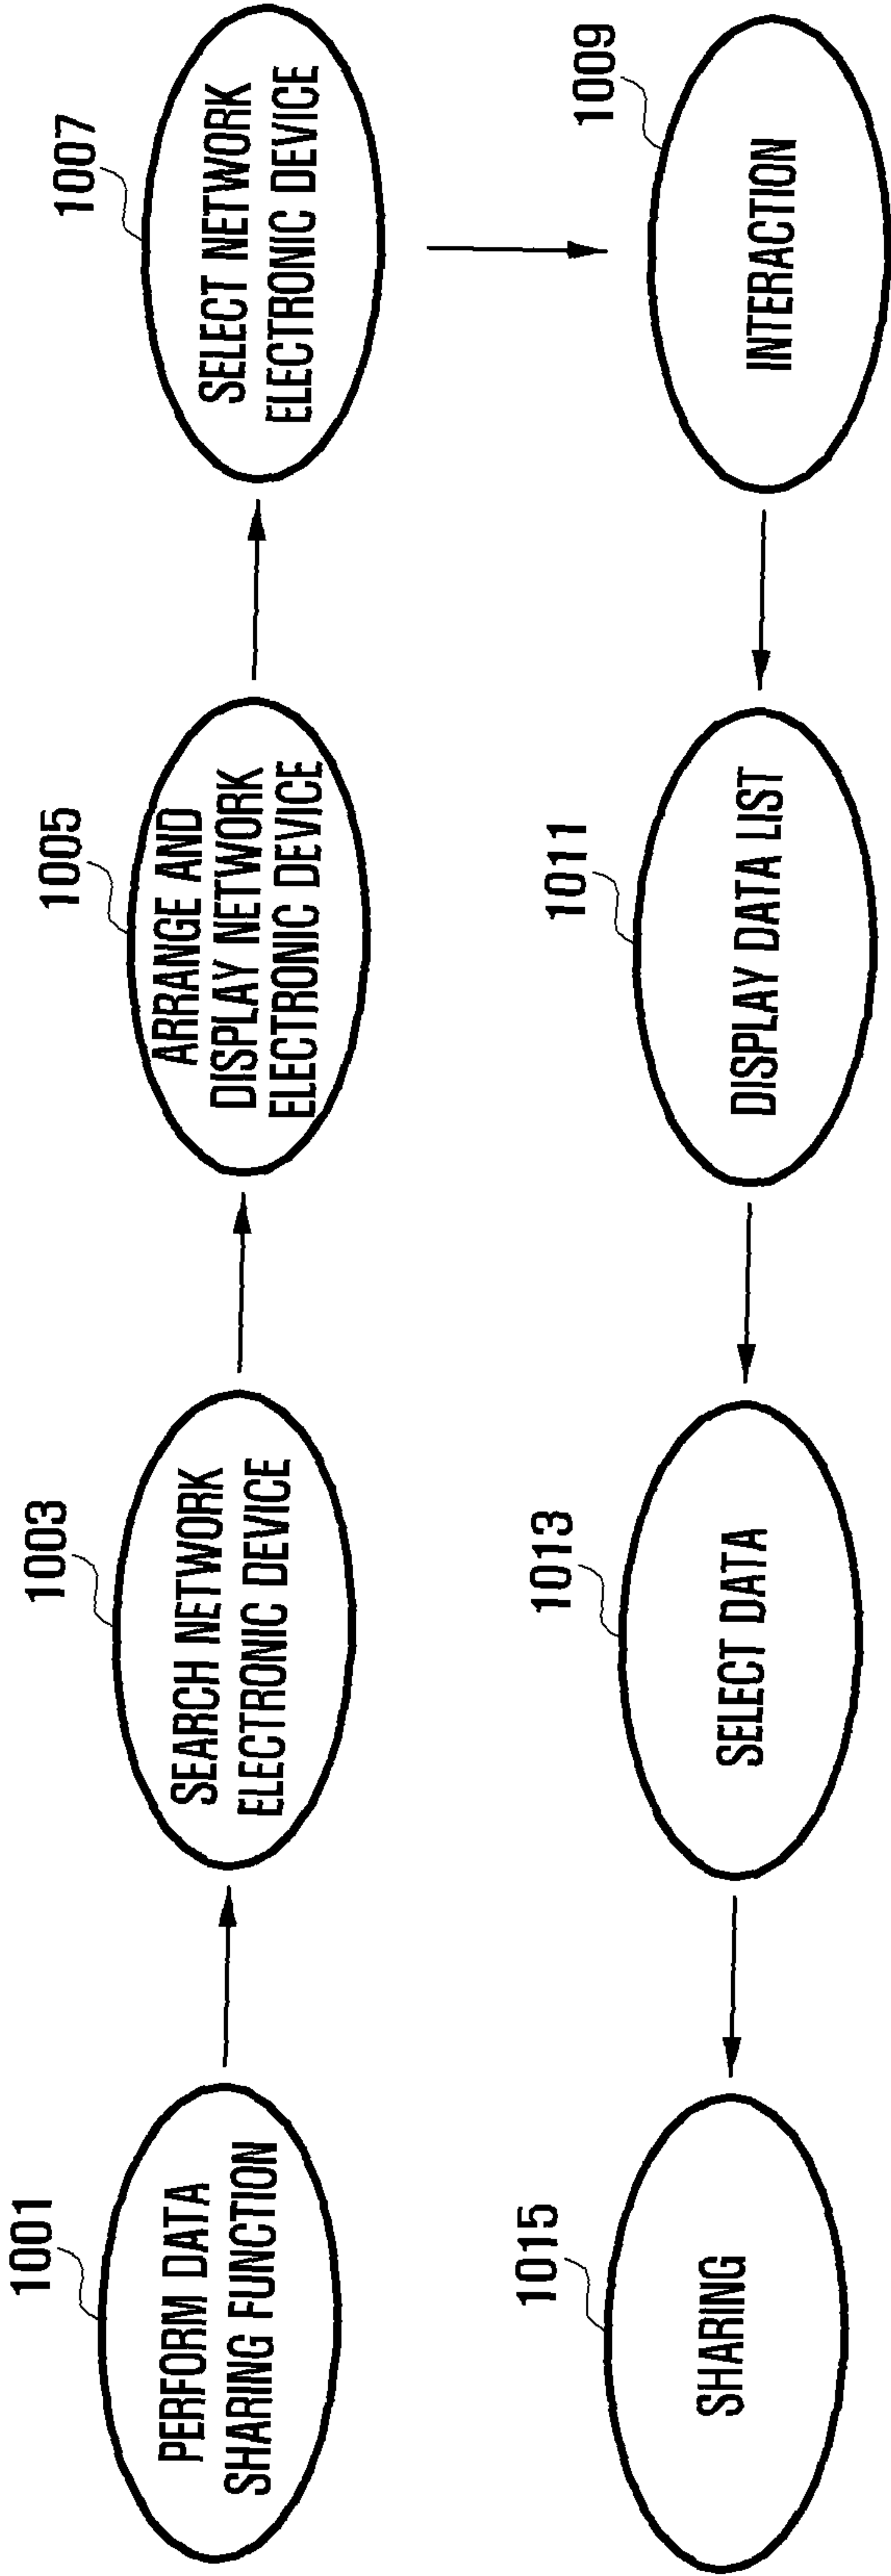 1001
PERFORM DATA
SHARING FUNCTION
1003
SEARCH NETWORK
ELECTRONIC DEVICE
1005
ARRANGE AND
DISPLAY NETWORK
ELECTRONIC DEVICE
1007
SELECT NETWORK
ELECTRONIC DEVICE
1009
INTERACTION
1011
DISPLAY DATA LIST
1013
SELECT DATA
1015
SHARING